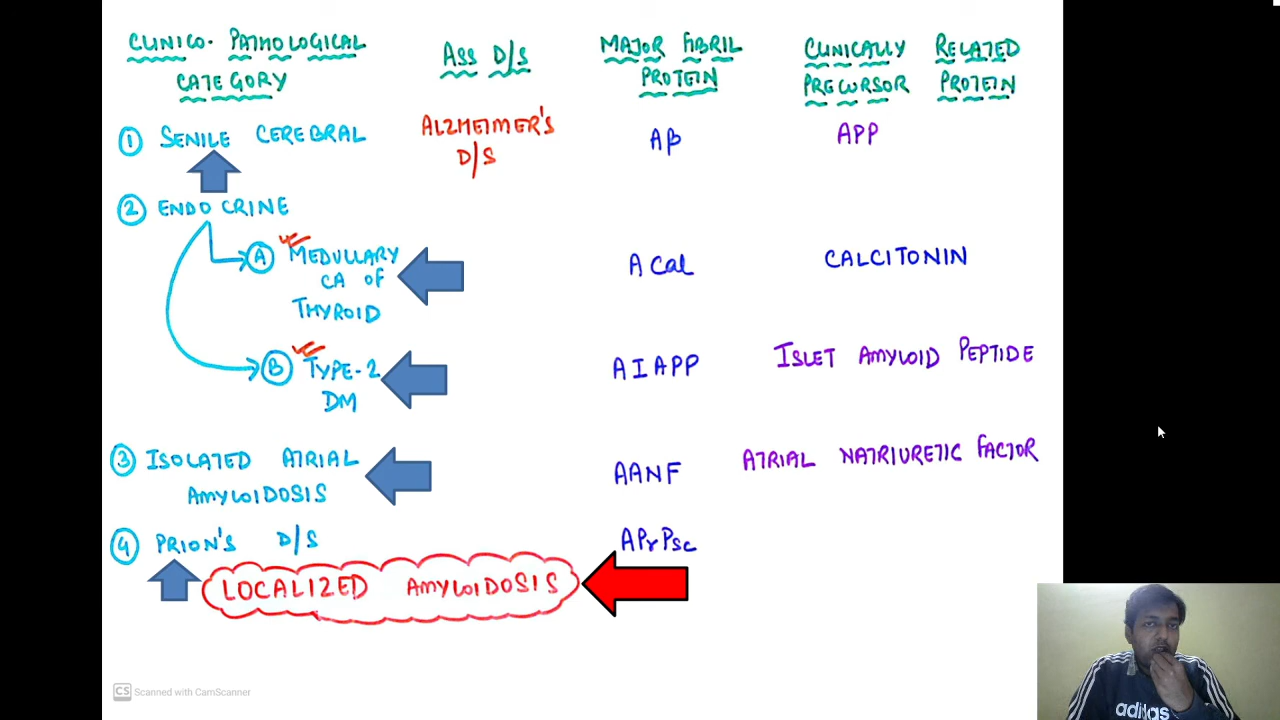 CLINICO-PATHOLOGICAL CATEGORY
ASS D/S
MAJOR FIBRIL PROTEIN
CLINICALLY RELATED PRECURSOR PROTEIN
① SENILE CEREBRAL
ALZHEIMER'S D/S
Aβ
APP
② ENDOCRINE
Ⓐ MEDULLARY
CA OF
THYROID
A Cal
CALCITONIN
Ⓑ TYPE-2
DM
AIAPP
ISLET AMYLOID PEPTIDE
③ ISOLATED ATRIAL
AMYLOIDOSIS
AANF
ATRIAL NATRIURETIC FACTOR
④ PRION'S D/S
APrPsc
LOCALIZED AMYLOIDOSIS
CS Scanned with CamScanner
adidas